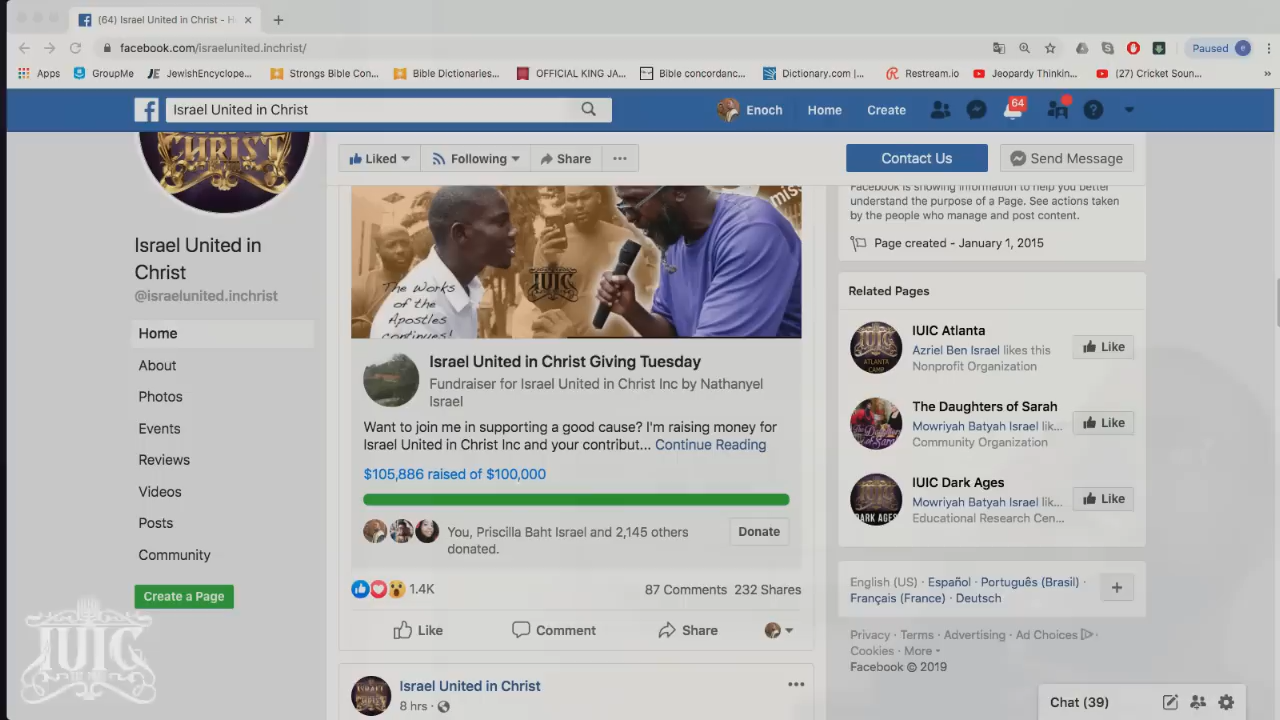 (64) Israel United in Christ - H
facebook.com/israelunited.inchrist/
Paused
Apps
GroupMe
JewishEncyclope...
Strongs Bible Con...
Bible Dictionaries...
OFFICIAL KING JA...
Bible concordanc...
Dictionary.com |...
Restream.io
Jeopardy Thinkin...
(27) Cricket Soun...
»
Israel United in Christ
Enoch
Home
Create
64
CHRIST
Liked
Following
Share
Contact Us
Send Message
Israel United in
Christ
@israelunited.inchrist
Home
About
Photos
Events
Reviews
Videos
Posts
Community
Create a Page
IUIC
The Works
of the
Apostles
continues!
IUIC
Israel United in Christ Giving Tuesday
Fundraiser for Israel United in Christ Inc by Nathanyel
Israel
Want to join me in supporting a good cause? I'm raising money for
Israel United in Christ Inc and your contribut... Continue Reading
$105,886 raised of $100,000
You, Priscilla Baht Israel and 2,145 others
donated.
Donate
1.4K
87 Comments 232 Shares
Like
Comment
Share
Israel United in Christ
8 hrs ·
Facebook is showing information to help you better
understand the purpose of a Page. See actions taken
by the people who manage and post content.
Page created - January 1, 2015
Related Pages
IUIC Atlanta
Azriel Ben Israel likes this
Nonprofit Organization
Like
The Daughters of Sarah
Mowriyah Batyah Israel lik...
Community Organization
Like
IUIC Dark Ages
Mowriyah Batyah Israel lik...
Educational Research Cen...
Like
English (US) · Español · Português (Brasil) ·
Français (France) · Deutsch
Privacy · Terms · Advertising · Ad Choices ·
Cookies · More
Facebook © 2019
Chat (39)